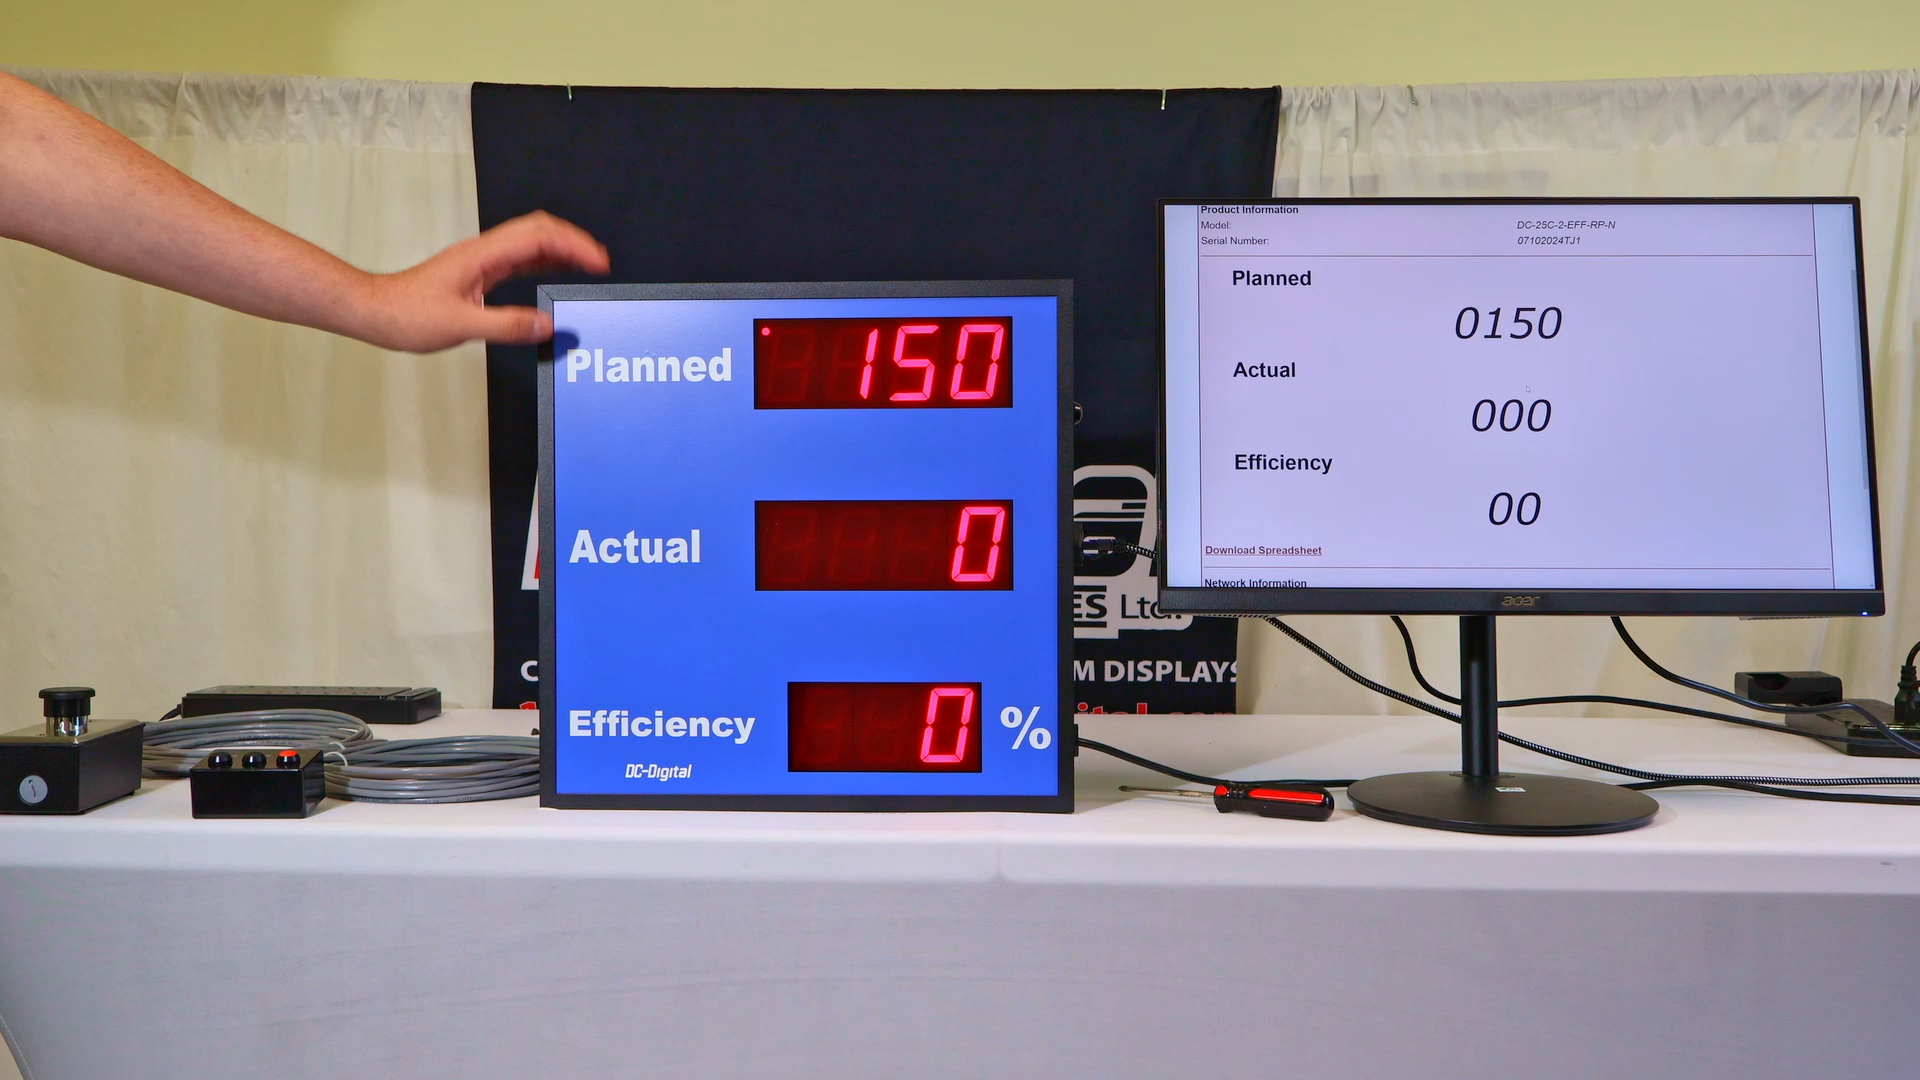 Planned 150
Actual 0
Efficiency 0 %
DC-Digital
ES Ltd.
M DISPLAYS
Product Information
Model: DC-25C-2-EFF-RP-N
Serial Number: 07102024TJ1
Planned
0150
Actual
000
Efficiency
00
Download Spreadsheet
Network Information
acer